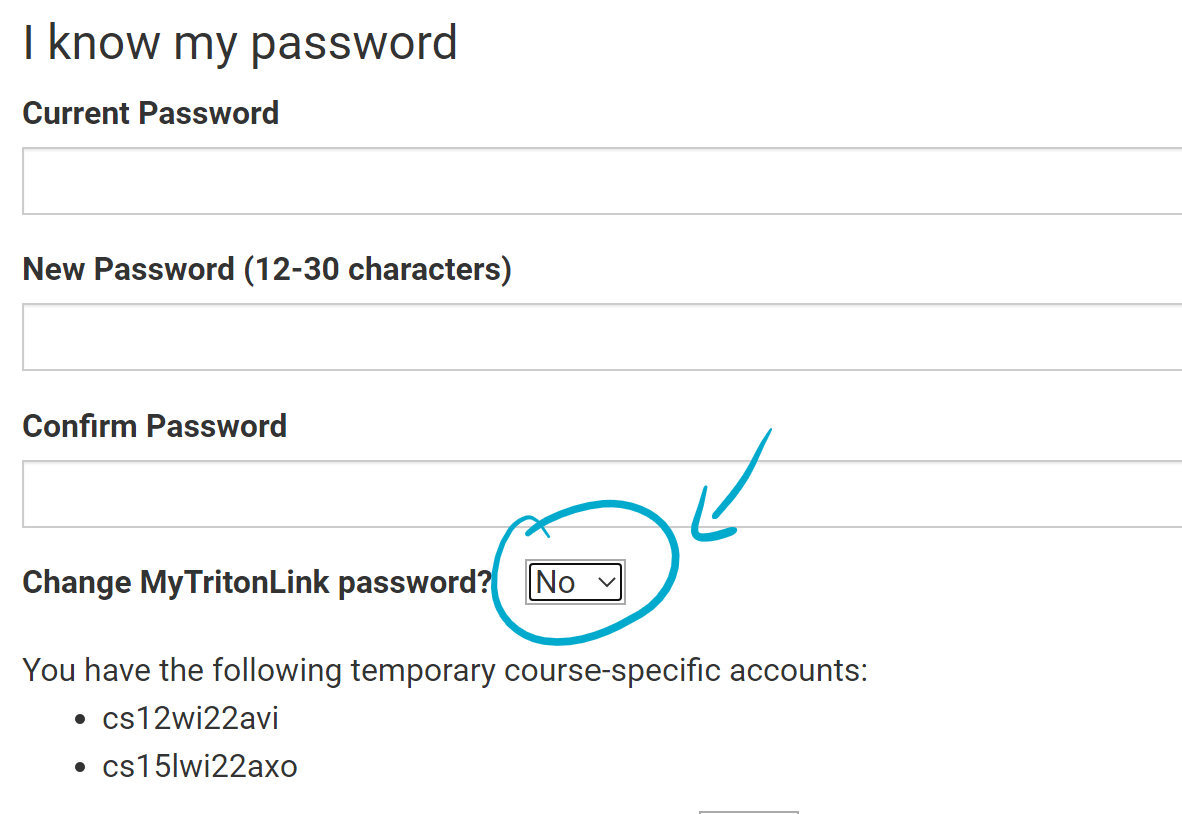 I know my password
Current Password
New Password (12-30 characters)
Confirm Password
Change MyTritonLink password? No
You have the following temporary course-specific accounts:
• cs12wi22avi
• cs15lwi22axo